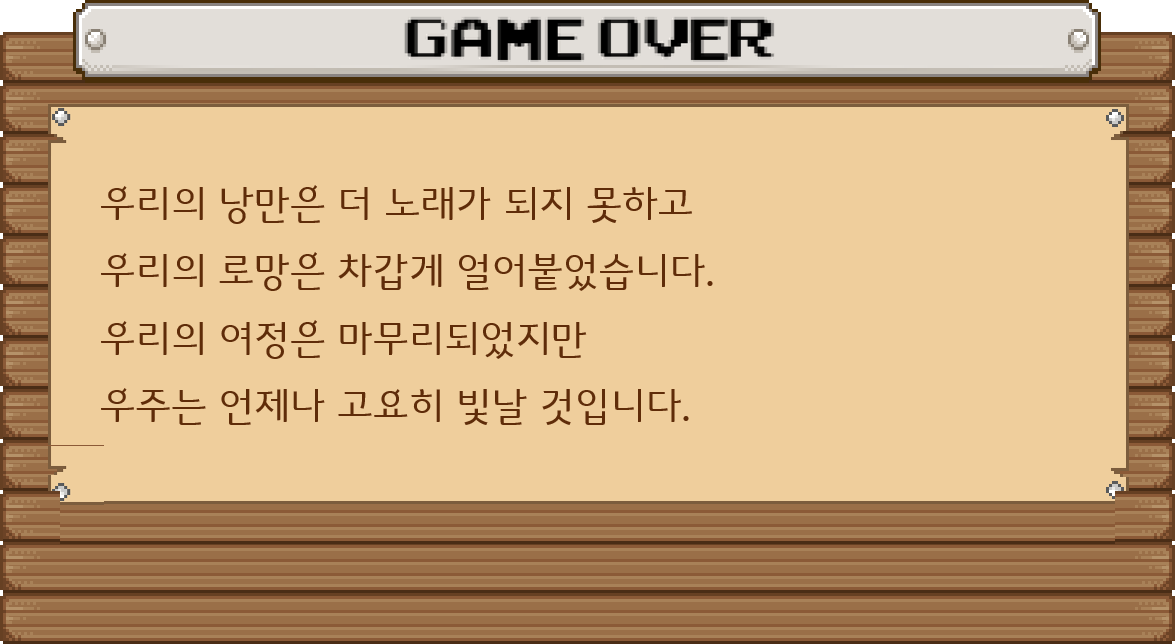 GAME OVER
우리의 낭만은 더 노래가 되지 못하고
우리의 로망은 차갑게 얼어붙었습니다.
우리의 여정은 마무리되었지만
우주는 언제나 고요히 빛날 것입니다.